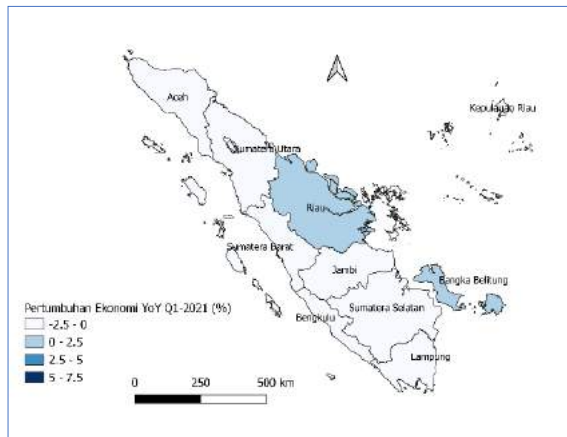 Aceh
Kepulauan Riau
Sumatera Utara
Riau
Sumatera Barat
Jambi
Bangka Belitung
Pertumbuhan Ekonomi YoY Q1-2021 (%)
-2.5 - 0
0 - 2.5
2.5 - 5
5 - 7.5
Bengkulu
Sumatera Selatan
Lampung
0 250 500 km